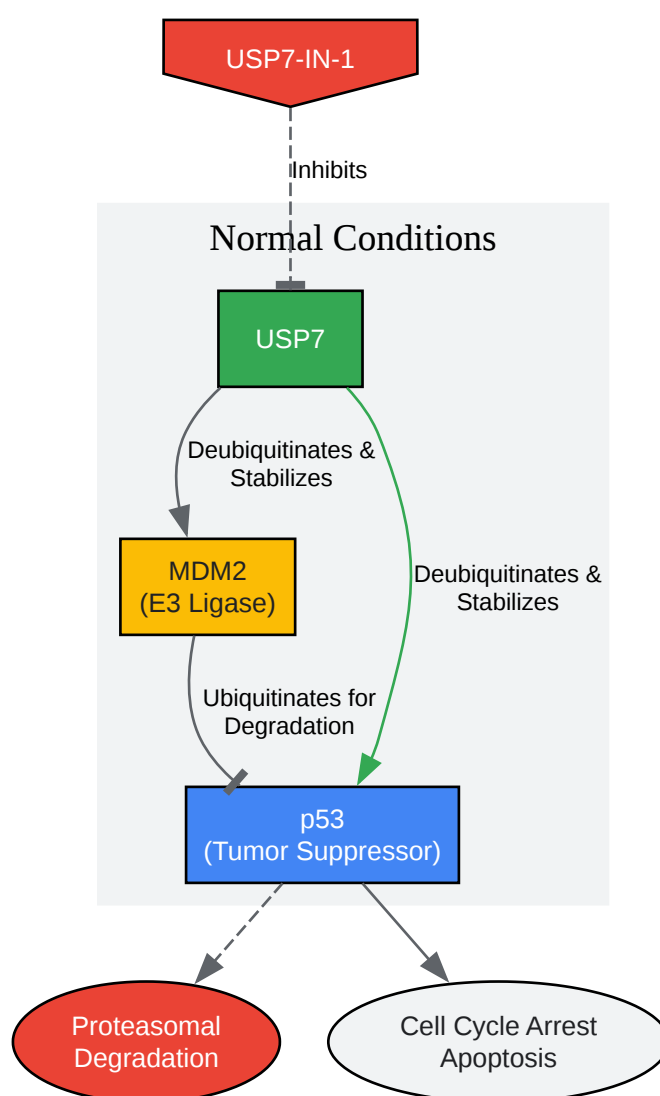 USP7-IN-1
Inhibits
Normal Conditions
USP7
Deubiquitinates &
Stabilizes
MDM2
(E3 Ligase)
Deubiquitinates &
Stabilizes
Ubiquitinates for
Degradation
p53
(Tumor Suppressor)
Proteasomal
Degradation
Cell Cycle Arrest
Apoptosis